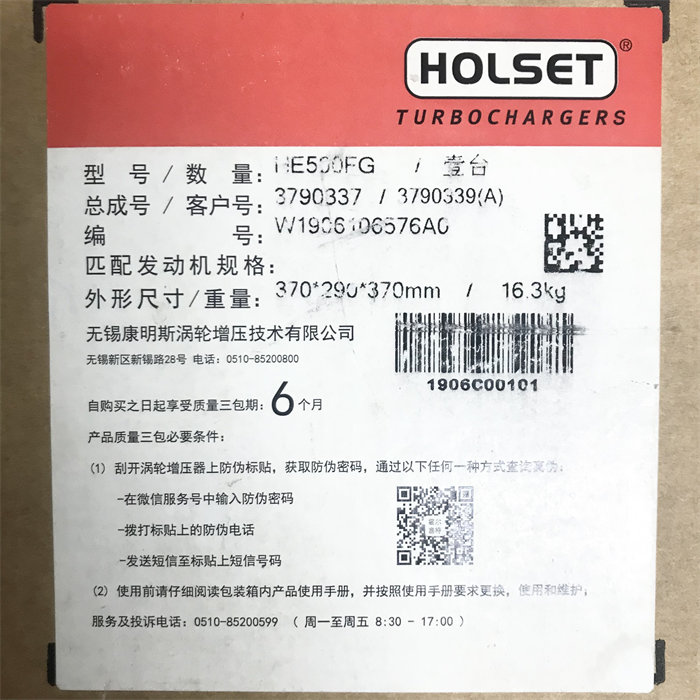 HOLSET®
TURBOCHARGERS
型 号 / 数 量: HE500FG / 壹台
总成号 / 客户号: 3790337 / 3790339(A)
编 号: W1906106576A0
匹配发动机规格:
外形尺寸/重量: 370*290*370mm / 16.3kg
无锡康明斯涡轮增压技术有限公司
无锡新区新锡路28号 电话: 0510-85200800
1906C00101
自购买之日起享受质量三包期: 6个月
产品质量三包必要条件:
(1) 刮开涡轮增压器上防伪标贴, 获取防伪密码, 通过以下任何一种方式查询真伪:
-在微信服务号中输入防伪密码
-拨打标贴上的防伪电话
-发送短信至标贴上短信号码
霍尔
赛特
(2) 使用前请仔细阅读包装箱内产品使用手册, 并按照使用手册要求更换, 使用和维护;
服务及投诉电话: 0510-85200599 ( 周一至周五 8:30 - 17:00 )